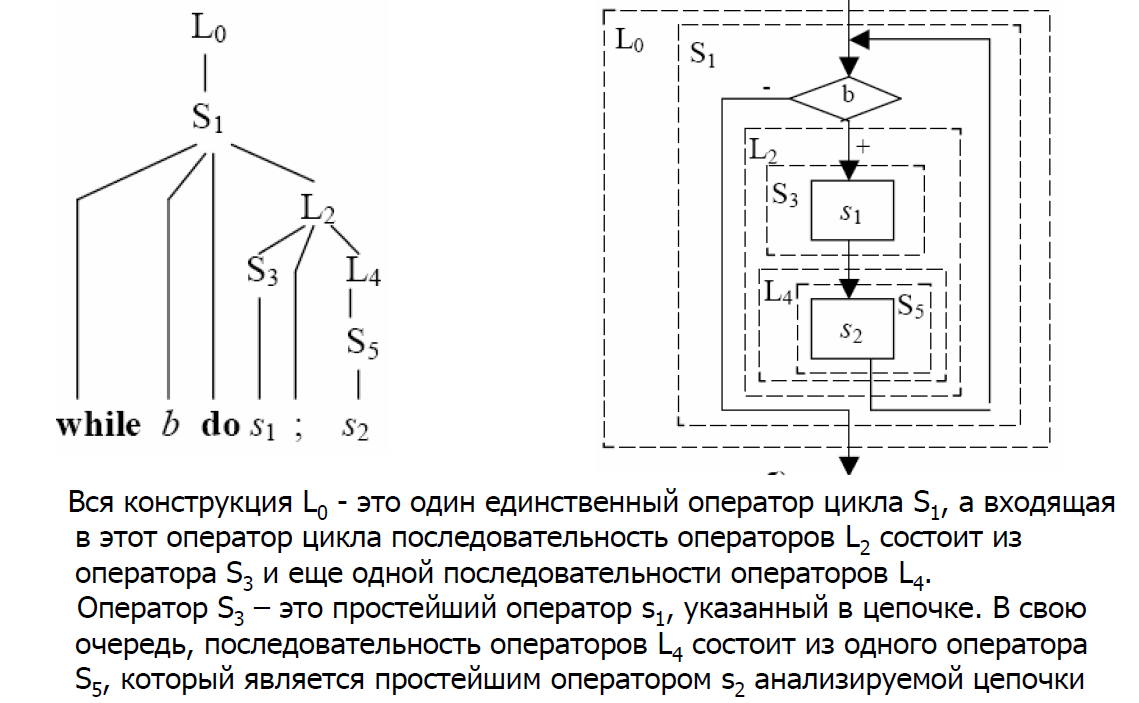 L₀
S₁
L₂
S₃ L₄
S₅
while b do s₁ ; s₂
L₀
S₁
- b
+
L₂
S₃ s₁
L₄ S₅
s₂
Вся конструкция L₀ - это один единственный оператор цикла S₁, а входящая
в этот оператор цикла последовательность операторов L₂ состоит из
оператора S₃ и еще одной последовательности операторов L₄.
Оператор S₃ – это простейший оператор s₁, указанный в цепочке. В свою
очередь, последовательность операторов L₄ состоит из одного оператора
S₅, который является простейшим оператором s₂ анализируемой цепочки